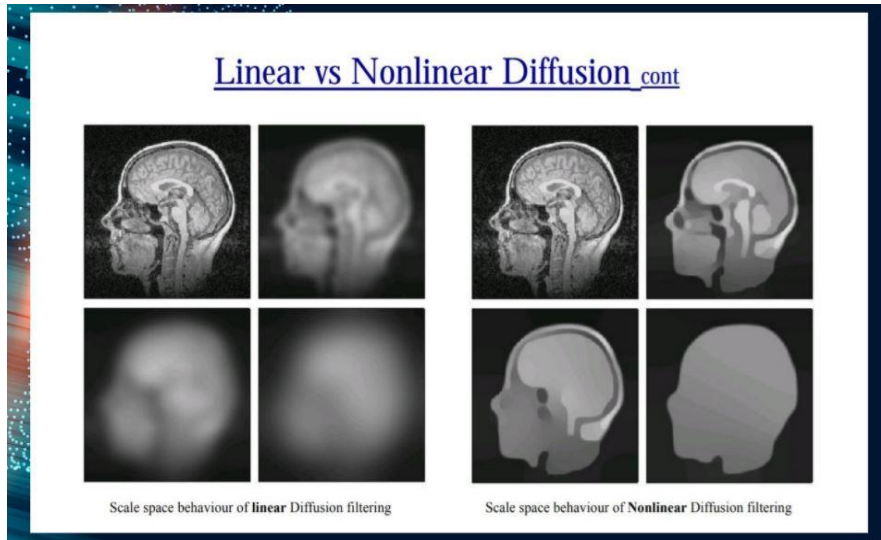 Linear vs Nonlinear Diffusion cont
Scale space behaviour of linear Diffusion filtering
Scale space behaviour of Nonlinear Diffusion filtering